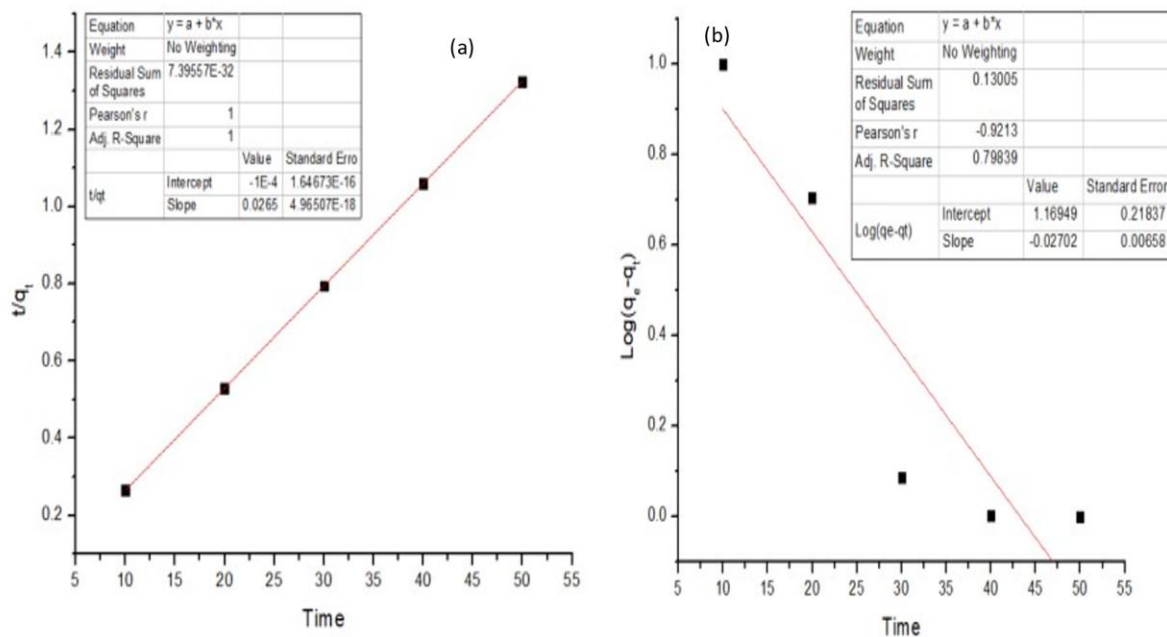 (a)
Equation y = a + b*x
Weight No Weighting
Residual Sum of Squares 7.39557E-32
Pearson's r 1
Adj. R-Square 1
Value Standard Erro
t/qt Intercept -1E-4 1.64673E-16
Slope 0.0265 4.96507E-18
t/qt
1.4
1.2
1.0
0.8
0.6
0.4
0.2
5 10 15 20 25 30 35 40 45 50 55
Time
(b)
Equation y = a + b*x
Weight No Weighting
Residual Sum of Squares 0.13005
Pearson's r -0.9213
Adj. R-Square 0.79839
Value Standard Error
Log(qe-qt) Intercept 1.16949 0.21837
Slope -0.02702 0.00658
Log(qe-qt)
1.0
0.8
0.6
0.4
0.2
0.0
5 10 15 20 25 30 35 40 45 50 55
Time